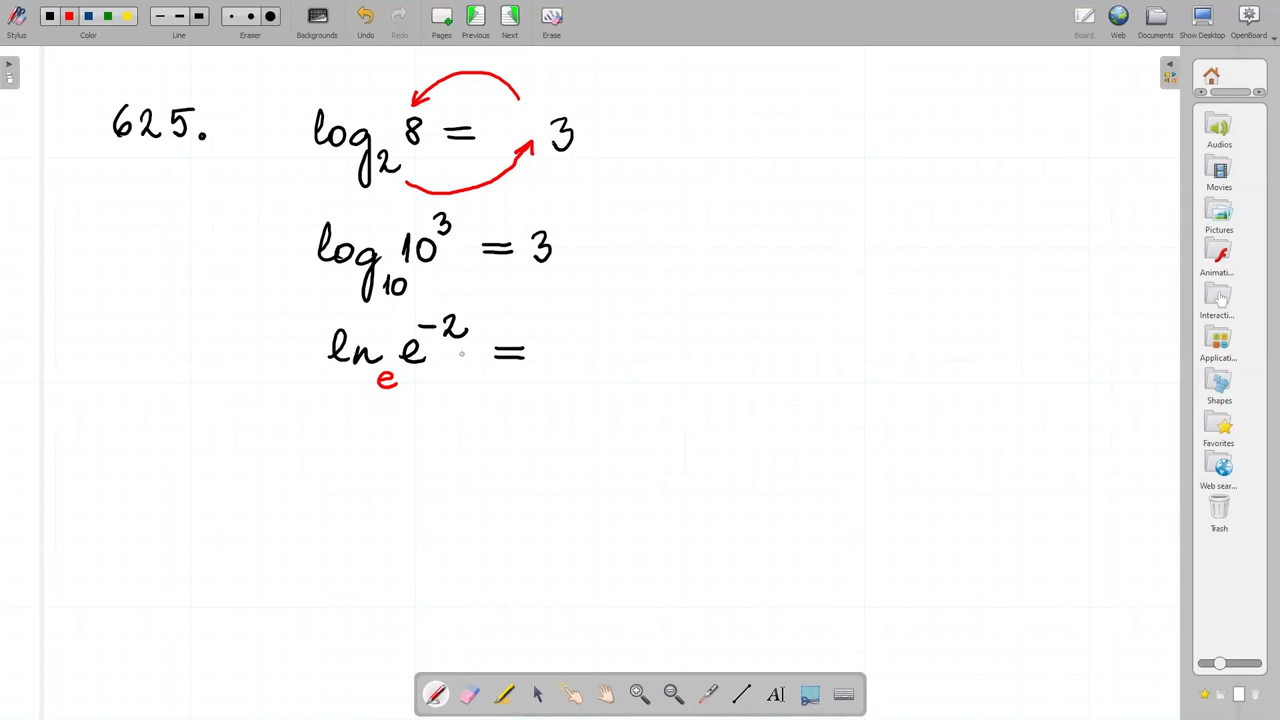 Stylus Color Line Eraser Backgrounds Undo Redo Pages Previous Next Erase Board Web Documents Show Desktop OpenBoard
625. log₂ 8 = 3
log₁₀ 10³ = 3
ln e⁻² =
e
Audios
Movies
Pictures
Animati...
Interacti...
Applicati...
Shapes
Favorites
Web sear...
Trash
AI